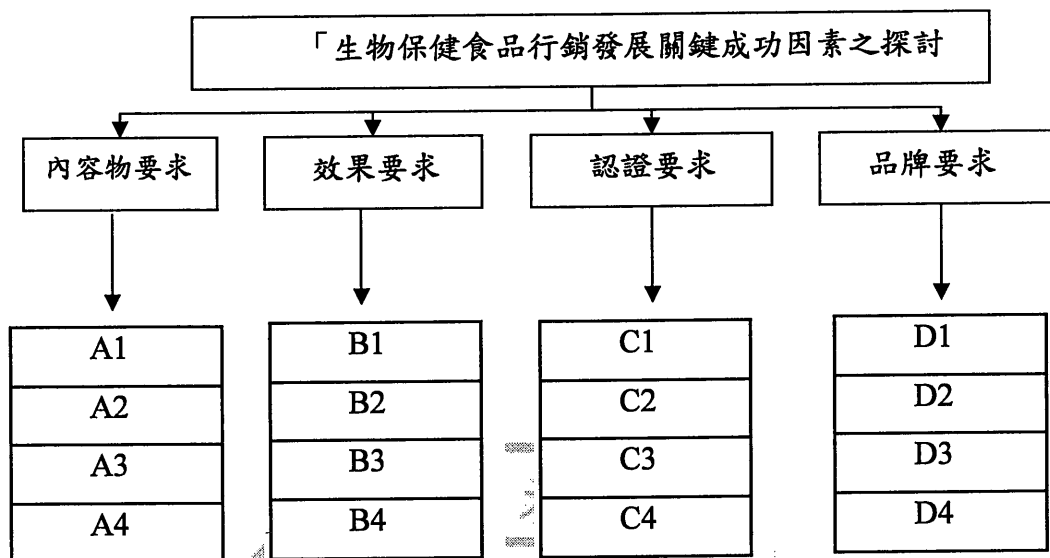 「生物保健食品行銷發展關鍵成功因素之探討
內容物要求 效果要求 認證要求 品牌要求
A1 B1 C1 D1
A2 B2 C2 D2
A3 B3 C3 D3
A4 B4 C4 D4